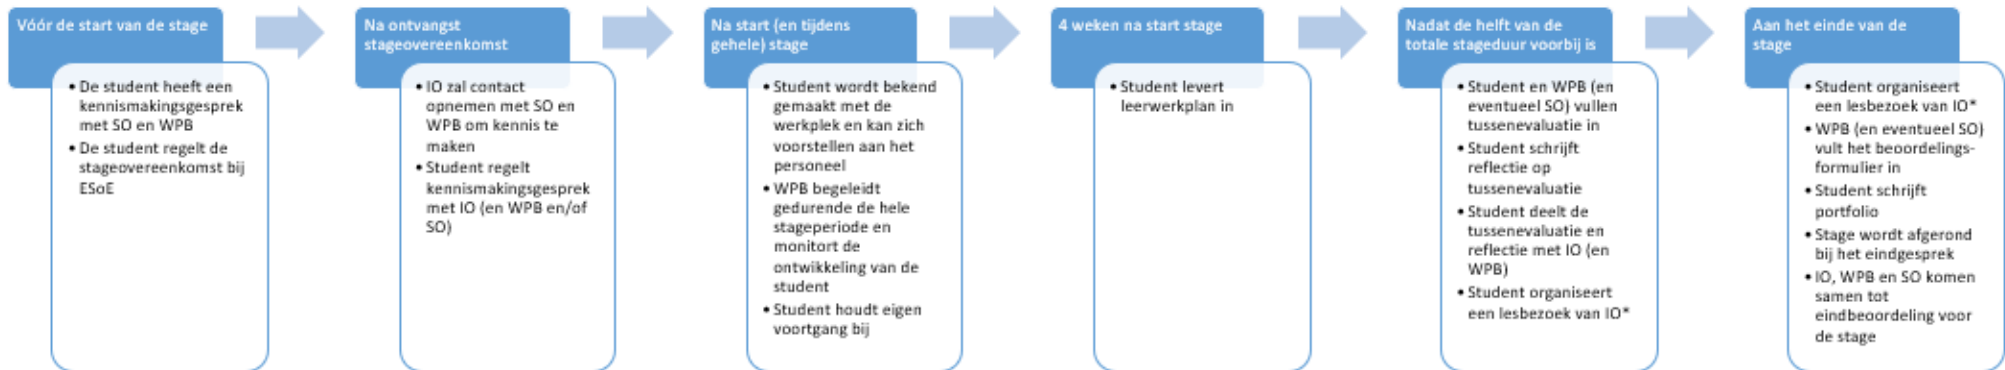 Vóór de start van de stage
• De student heeft een
kennismakingsgesprek
met SO en WPB
• De student regelt de
stageovereenkomst bij
ESoE
Na ontvangst
stageovereenkomst
• IO zal contact
opnemen met SO en
WPB om kennis te
maken
• Student regelt
kennismakingsgesprek
met IO (en WPB en/of
SO)
Na start (en tijdens
gehele) stage
• Student wordt bekend
gemaakt met de
werkplek en kan zich
voorstellen aan het
personeel
• WPB begeleidt
gedurende de hele
stageperiode en
monitort de
ontwikkeling van de
student
• Student houdt eigen
voortgang bij
4 weken na start stage
• Student levert
leerwerkplan in
Nadat de helft van de
totale stageduur voorbij is
• Student en WPB (en
eventueel SO) vullen
tussenevaluatie in
• Student schrijft
reflectie op
tussenevaluatie
• Student deelt de
tussenevaluatie en
reflectie met IO (en
WPB)
• Student organiseert
een lesbezoek van IO*
Aan het einde van de
stage
• Student organiseert
een lesbezoek van IO*
• WPB (en eventueel SO)
vult het beoordelings-
formulier in
• Student schrijft
portfolio
• Stage wordt afgerond
bij het eindgesprek
• IO, WPB en SO komen
samen tot
eindbeoordeling voor
de stage